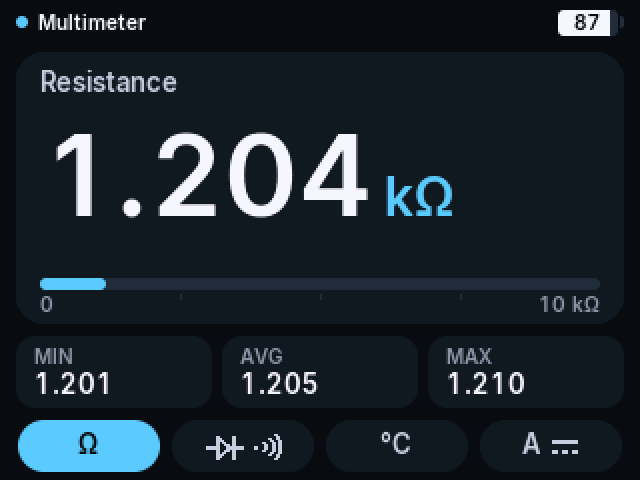 Multimeter
87
Resistance
1.204 kΩ
0
10 kΩ
MIN
1.201
AVG
1.205
MAX
1.210
Ω
°C
A